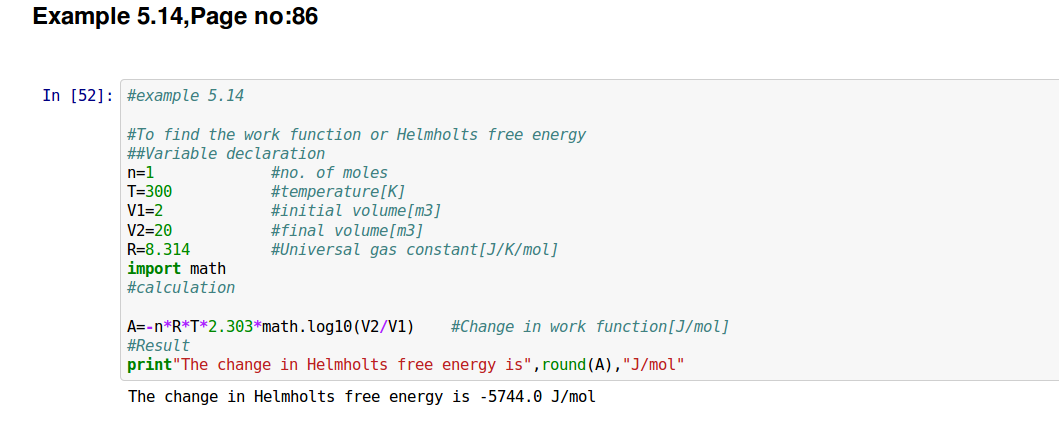 Example 5.14,Page no:86
In [52]: #example 5.14
#To find the work function or Helmholts free energy
##Variable declaration
n=1             #no. of moles
T=300           #temperature[K]
V1=2            #initial volume[m3]
V2=20           #final volume[m3]
R=8.314         #Universal gas constant[J/K/mol]
import math
#calculation
A=-n*R*T*2.303*math.log10(V2/V1)    #Change in work function[J/mol]
#Result
print"The change in Helmholts free energy is",round(A),"J/mol"
The change in Helmholts free energy is -5744.0 J/mol